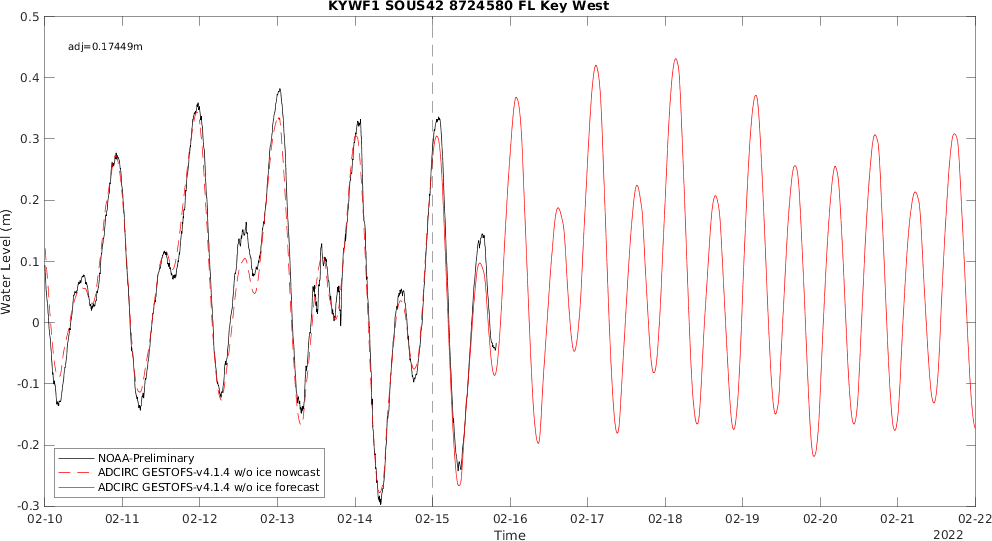 KYWF1 SOUS42 8724580 FL Key West
adj=0.17449m
0.5
0.4
0.3
0.2
0.1
0
-0.1
-0.2
-0.3
Water Level (m)
NOAA-Preliminary
ADCIRC GESTOFS-v4.1.4 w/o ice nowcast
ADCIRC GESTOFS-v4.1.4 w/o ice forecast
02-10 02-11 02-12 02-13 02-14 02-15 02-16 02-17 02-18 02-19 02-20 02-21 02-22
Time
2022